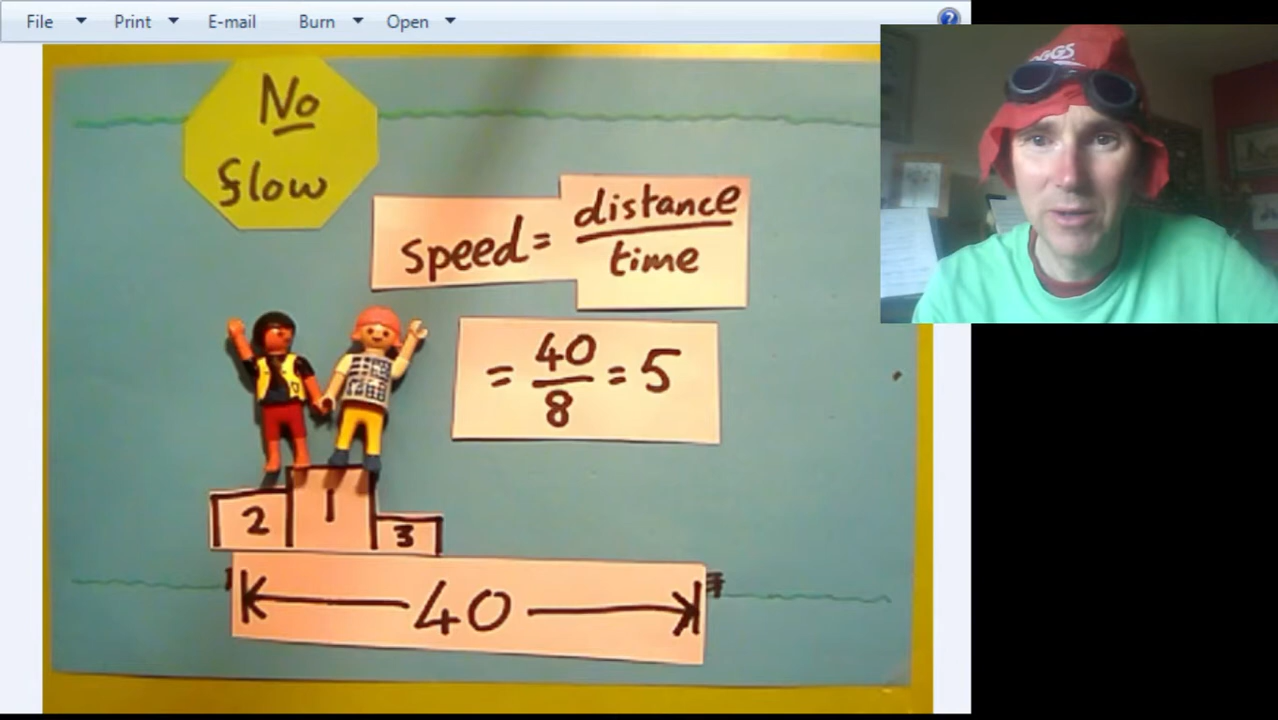 File Print E-mail Burn Open
No
flow
speed = distance
time
= 40
8
= 5
2 1 3
40